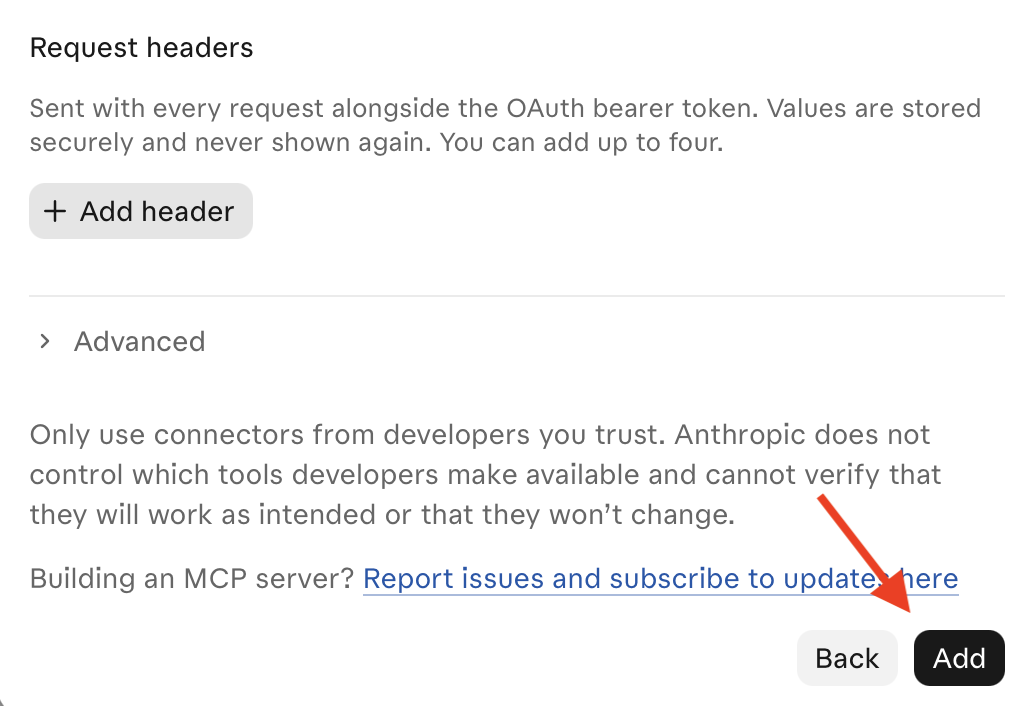 Request headers
Sent with every request alongside the OAuth bearer token. Values are stored
securely and never shown again. You can add up to four.
+ Add header
> Advanced
Only use connectors from developers you trust. Anthropic does not
control which tools developers make available and cannot verify that
they will work as intended or that they won’t change.
Building an MCP server? Report issues and subscribe to updates here
Back Add